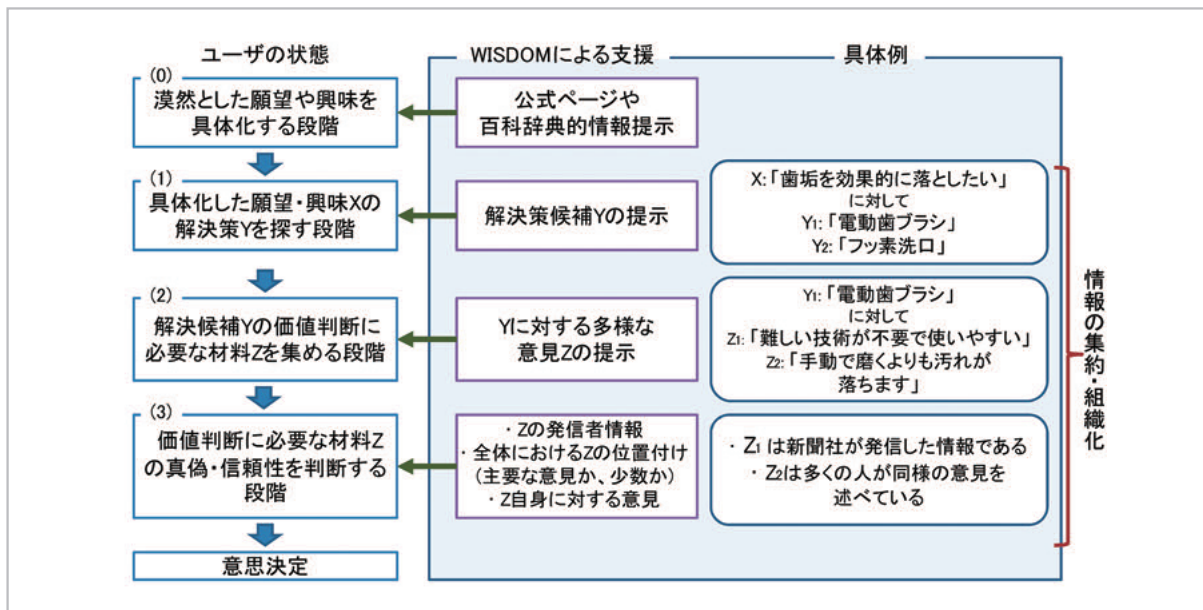 ユーザの状態
WISDOMによる支援
具体例
(0)
漠然とした願望や興味を
具体化する段階
公式ページや
百科辞典的情報提示
(1)
具体化した願望・興味Xの
解決策Yを探す段階
解決策候補Yの提示
X:「歯垢を効果的に落としたい」
に対して
Y1:「電動歯ブラシ」
Y2:「フッ素洗口」
(2)
解決候補Yの価値判断に
必要な材料Zを集める段階
Yに対する多様な
意見Zの提示
Y1:「電動歯ブラシ」
に対して
Z1:「難しい技術が不要で使いやすい」
Z2:「手動で磨くよりも汚れが
落ちます」
(3)
価値判断に必要な材料Z
の真偽・信頼性を判断する
段階
・Zの発信者情報
・全体におけるZの位置付け
(主要な意見か、少数か)
・Z自身に対する意見
・Z1は新聞社が発信した情報である
・Z2は多くの人が同様の意見を
述べている
意思決定
情報の集約・組織化